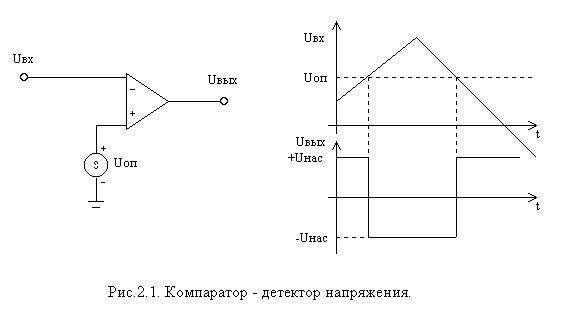 Uвх
Uвых
−
+
+
S
−
Uоп
Uвх
Uоп
t
Uвых
+Uнас
t
-Uнас
Рис.2.1. Компаратор - детектор напряжения.